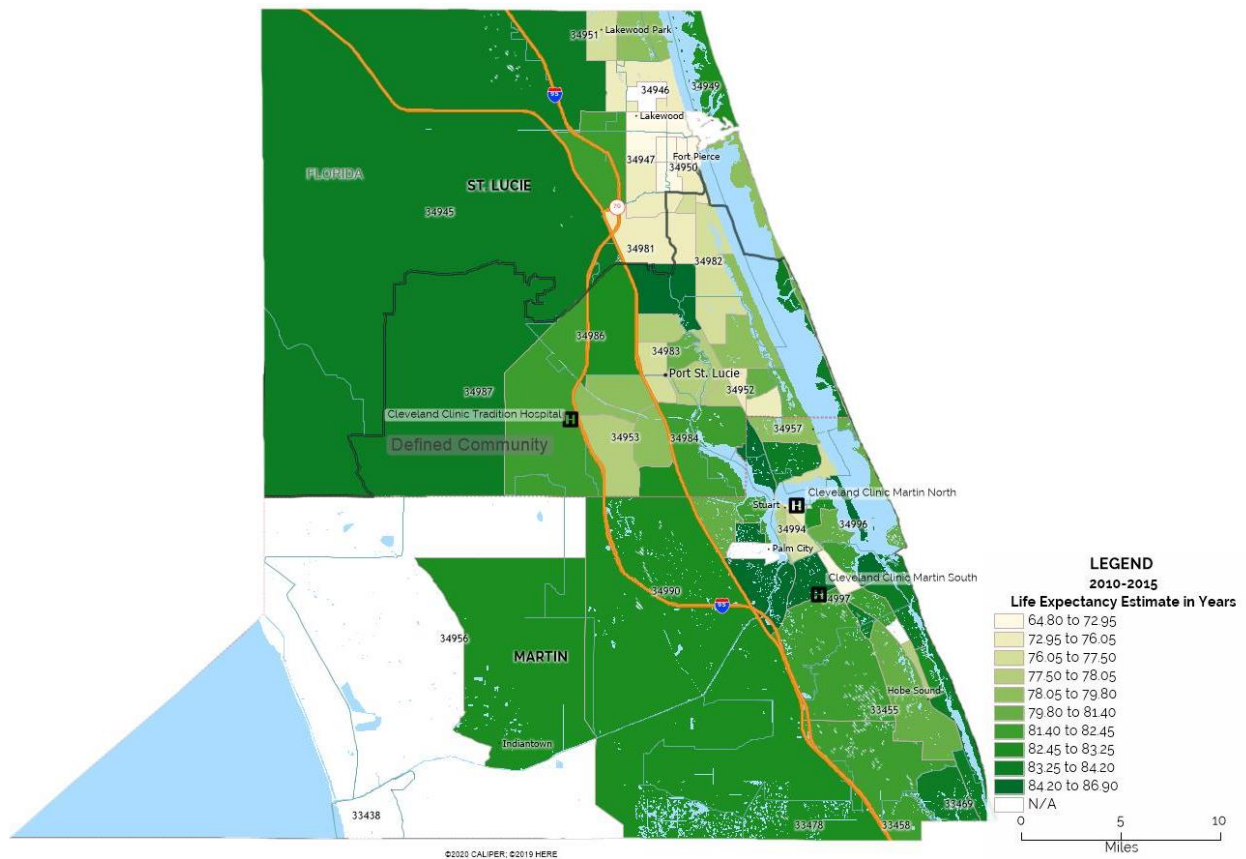 34951
Lakewood Park
95
34946
34949
Lakewood
34947
Fort Pierce
34950
FLORIDA
ST. LUCIE
34945
70
34981
34982
34986
34983
Port St. Lucie
34987
34952
Cleveland Clinic Tradition Hospital
H
34957
34953
34984
Defined Community
Cleveland Clinic Martin North
H
Stuart
34996
34994
Palm City
Cleveland Clinic Martin South
H
34997
34990
95
34956
MARTIN
Hobe Sound
33455
Indiantown
33469
33438
33478
33458
LEGEND
2010-2015
Life Expectancy Estimate in Years
64.80 to 72.95
72.95 to 76.05
76.05 to 77.50
77.50 to 78.05
78.05 to 79.80
79.80 to 81.40
81.40 to 82.45
82.45 to 83.25
83.25 to 84.20
84.20 to 86.90
N/A
0 5 10
Miles
©2020 CALIPER; ©2019 HERE